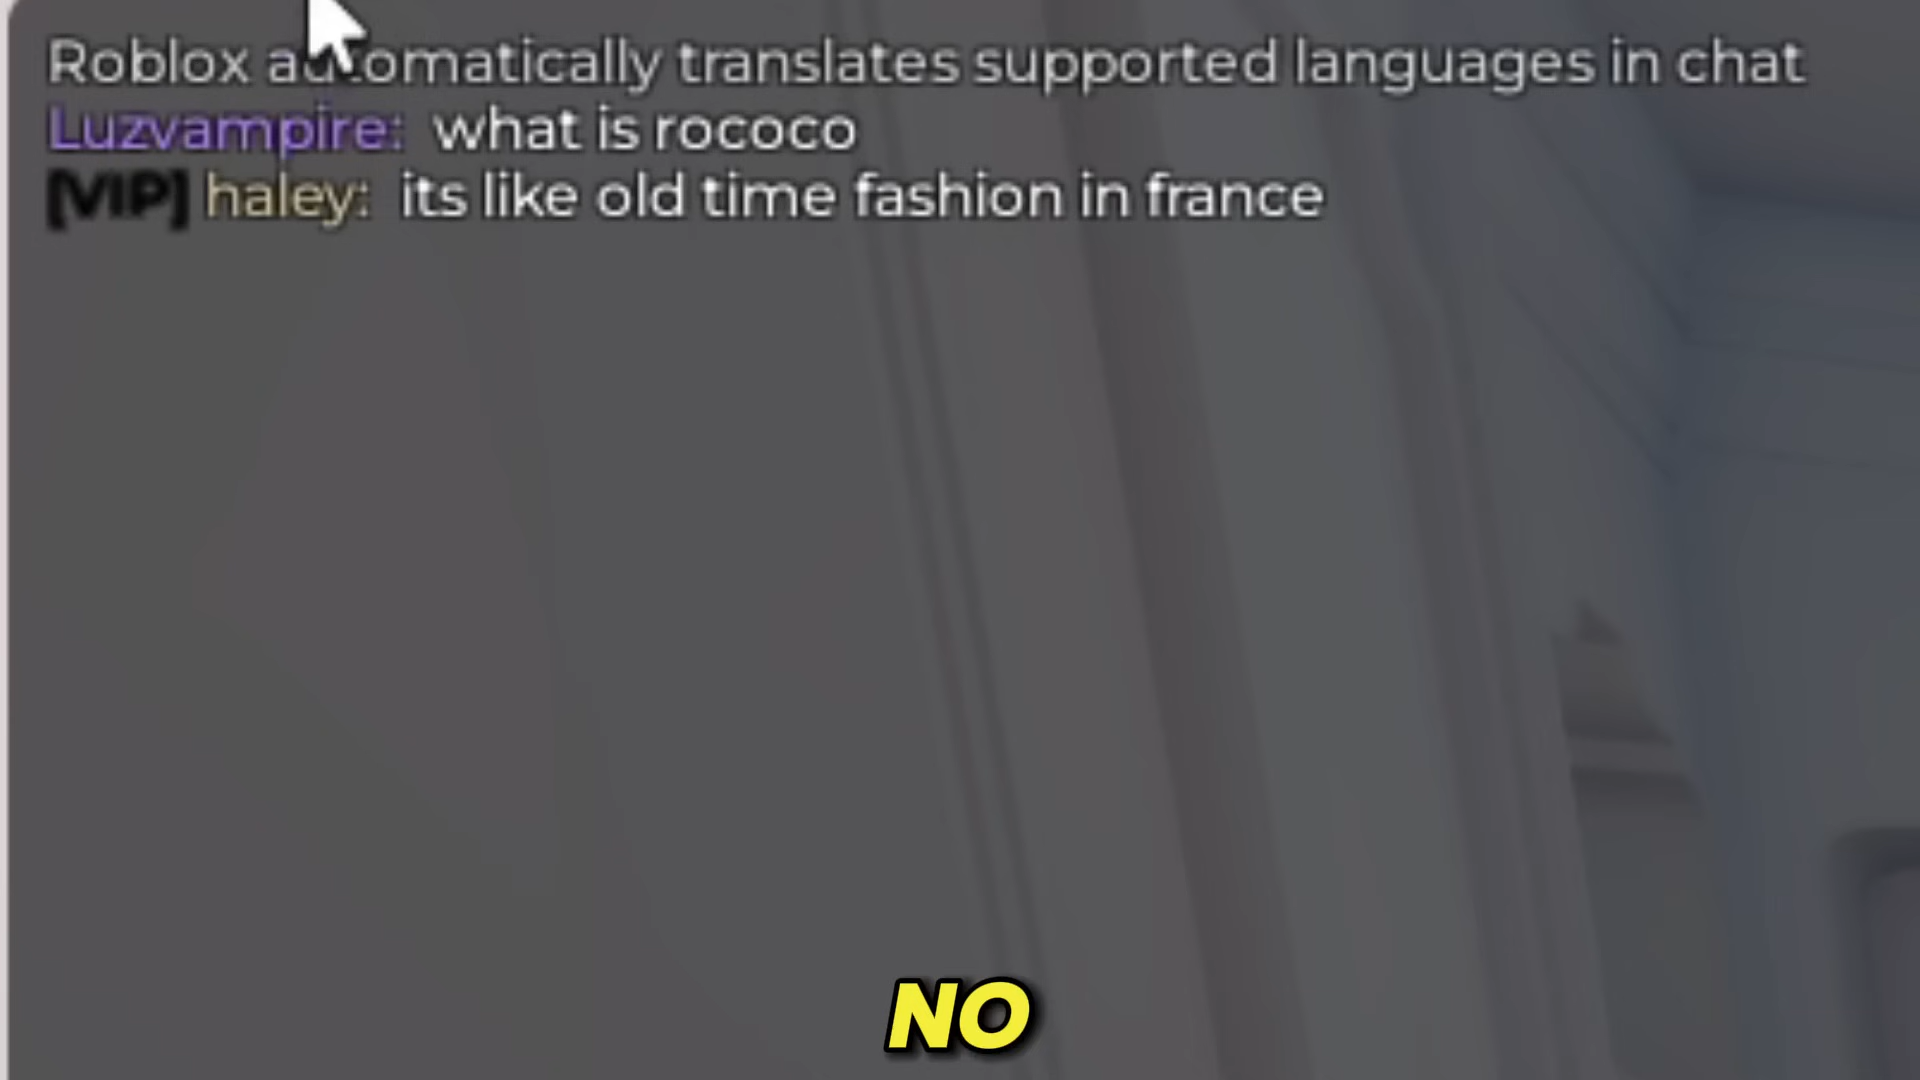 Roblox automatically translates supported languages in chat
Luzvampire: what is rococo
[VIP] haley: its like old time fashion in france
NO